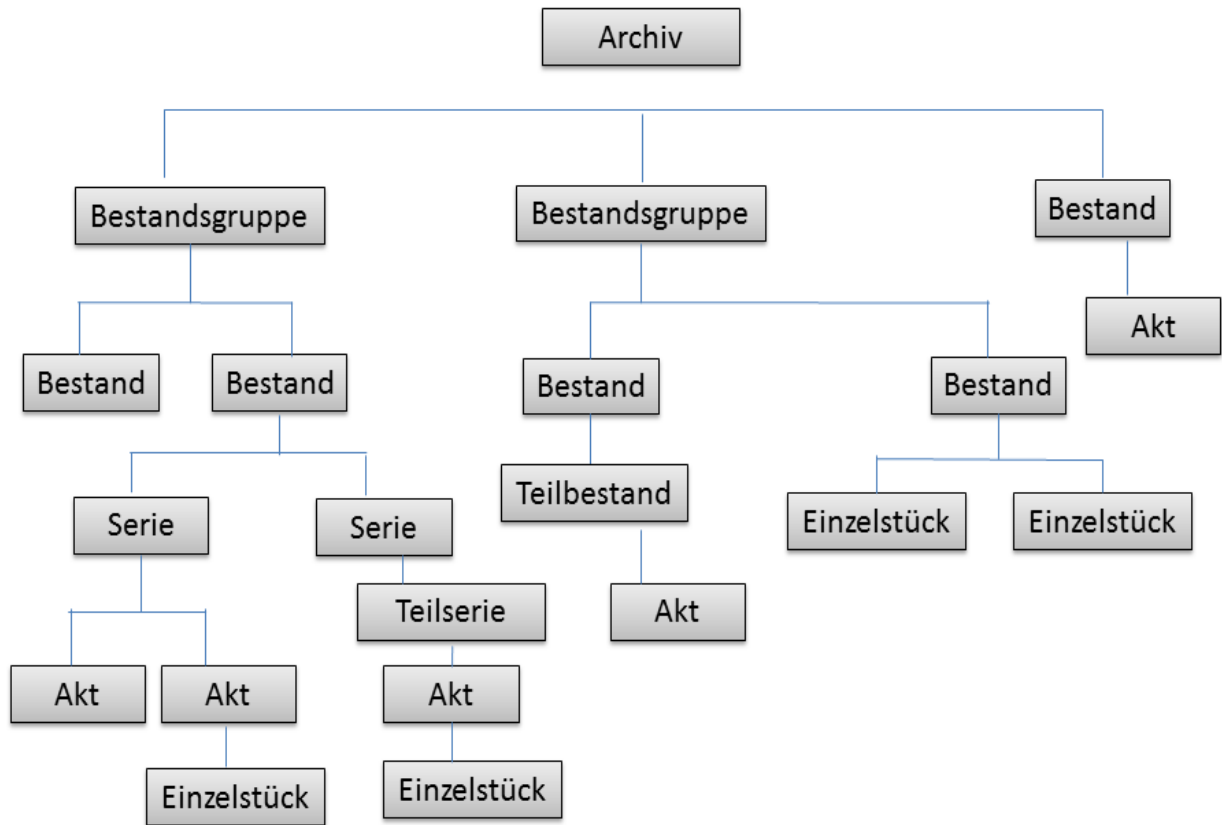 Archiv
Bestandsgruppe
Bestandsgruppe
Bestand
Akt
Bestand
Bestand
Bestand
Bestand
Teilbestand
Einzelstück
Einzelstück
Serie
Serie
Teilserie
Akt
Akt
Akt
Akt
Einzelstück
Einzelstück